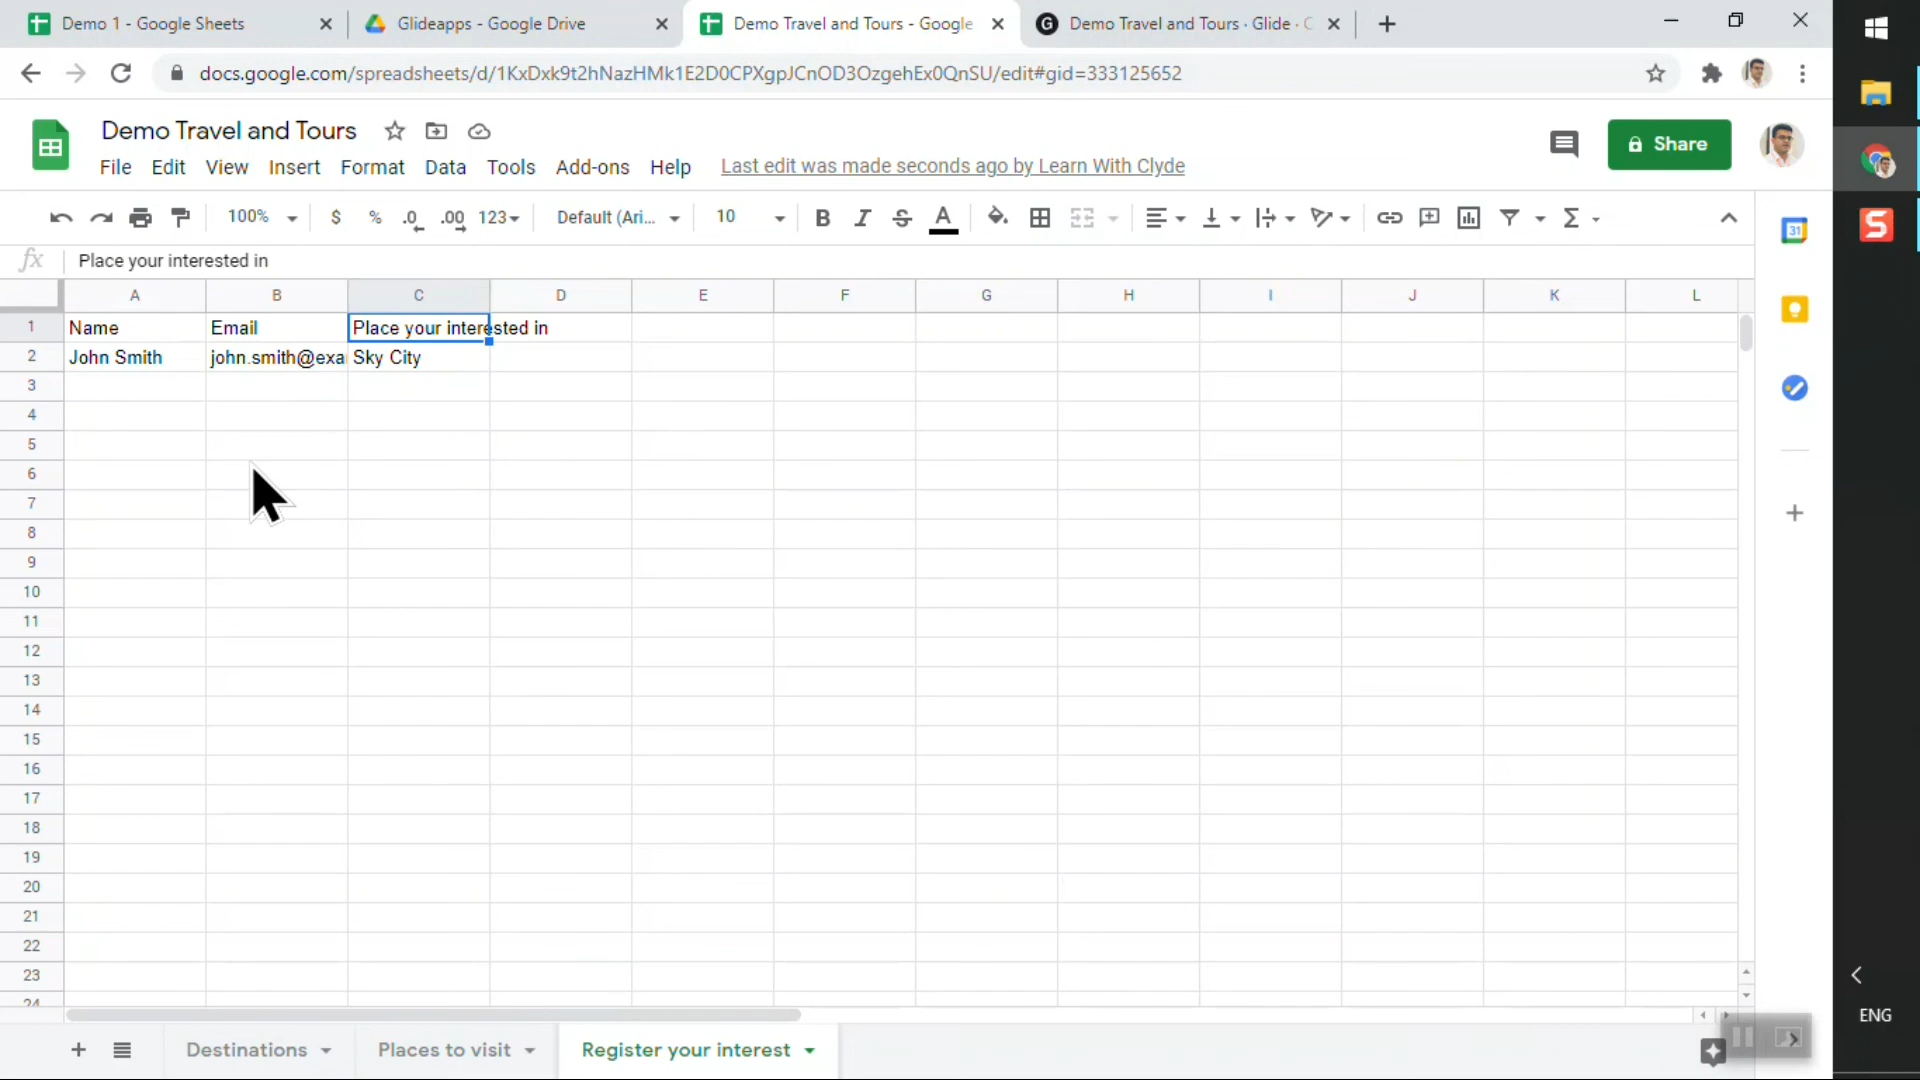 Demo 1 - Google Sheets
Glideapps - Google Drive
Demo Travel and Tours - Google
Demo Travel and Tours · Glide ·
docs.google.com/spreadsheets/d/1KxDxk9t2hNazHMk1E2D0CPXgpJCnOD3OzgehEx0QnSU/edit#gid=333125652
Demo Travel and Tours
Share
File Edit View Insert Format Data Tools Add-ons Help Last edit was made seconds ago by Learn With Clyde
100% $ % .0 .00 123 Default (Ari... 10 B I S A Σ
31
fx Place your interested in
A B C D E F G H I J K L
1 Name Email Place your interested in
2 John Smith john.smith@exa Sky City
3
4
5
6
7
8
9
10
11
12
13
14
15
16
17
18
19
20
21
22
23
24
ENG
Destinations Places to visit Register your interest